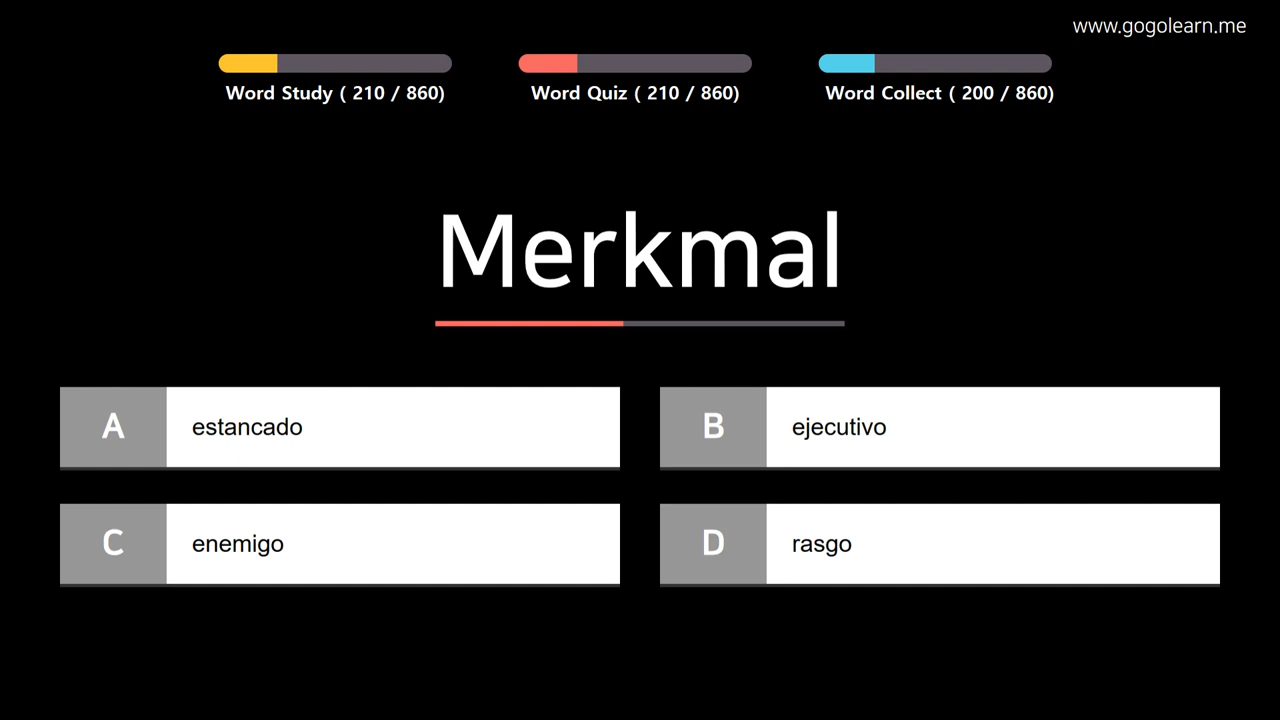 www.gogolearn.me
Word Study ( 210 / 860)
Word Quiz ( 210 / 860)
Word Collect ( 200 / 860)
Merkmal
A
estancado
B
ejecutivo
C
enemigo
D
rasgo